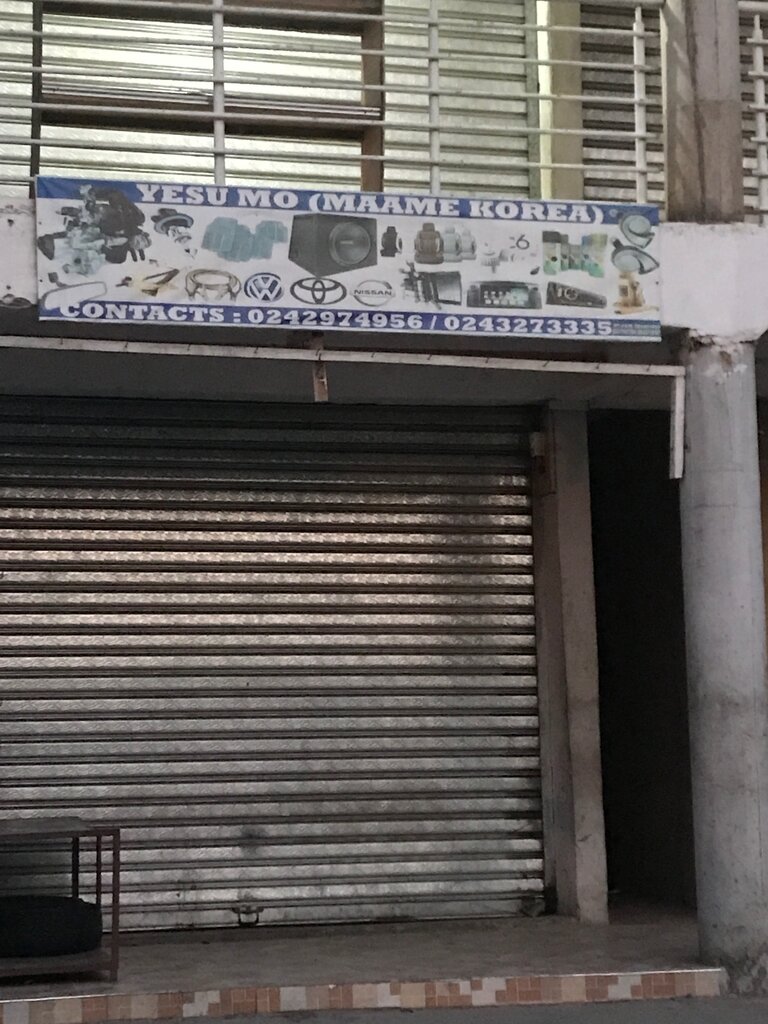 YESU MO (MAAME KOREA)
NISSAN
CONTACTS : 0242974956 / 0243273335